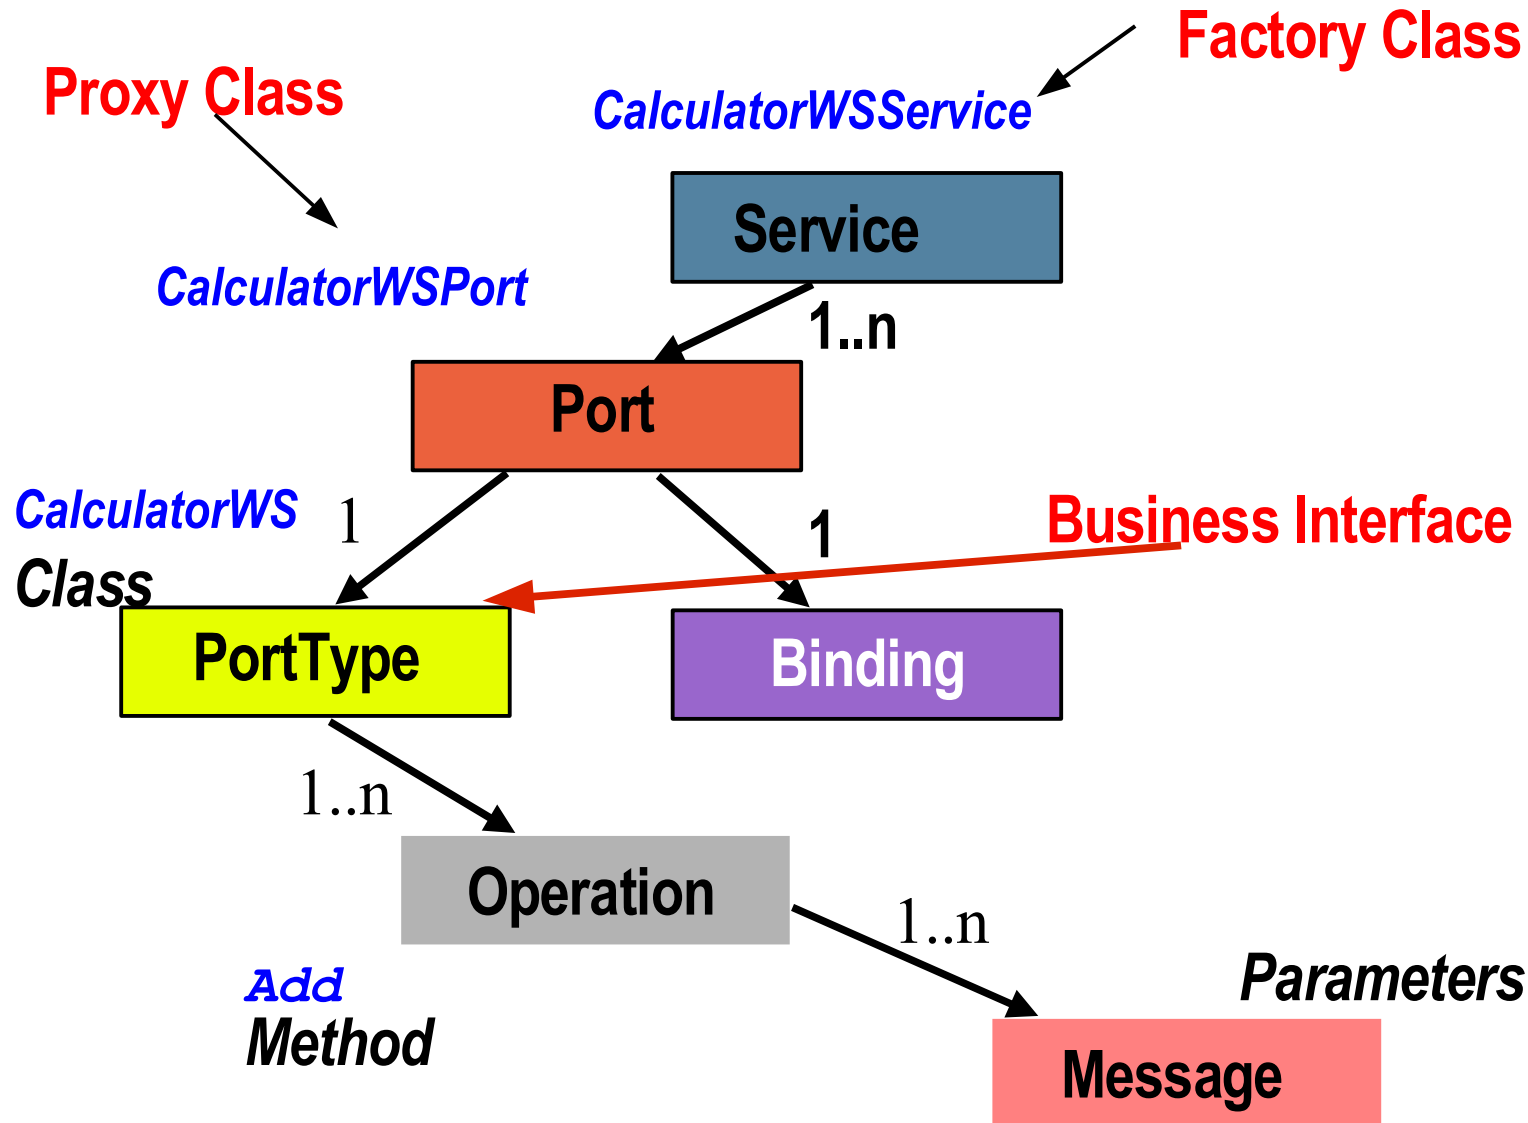 Factory Class
Proxy Class
CalculatorWSService
Service
CalculatorWSPort
1..n
Port
CalculatorWS
1
1
Business Interface
Class
PortType
Binding
1..n
Operation
1..n
Add
Method
Parameters
Message